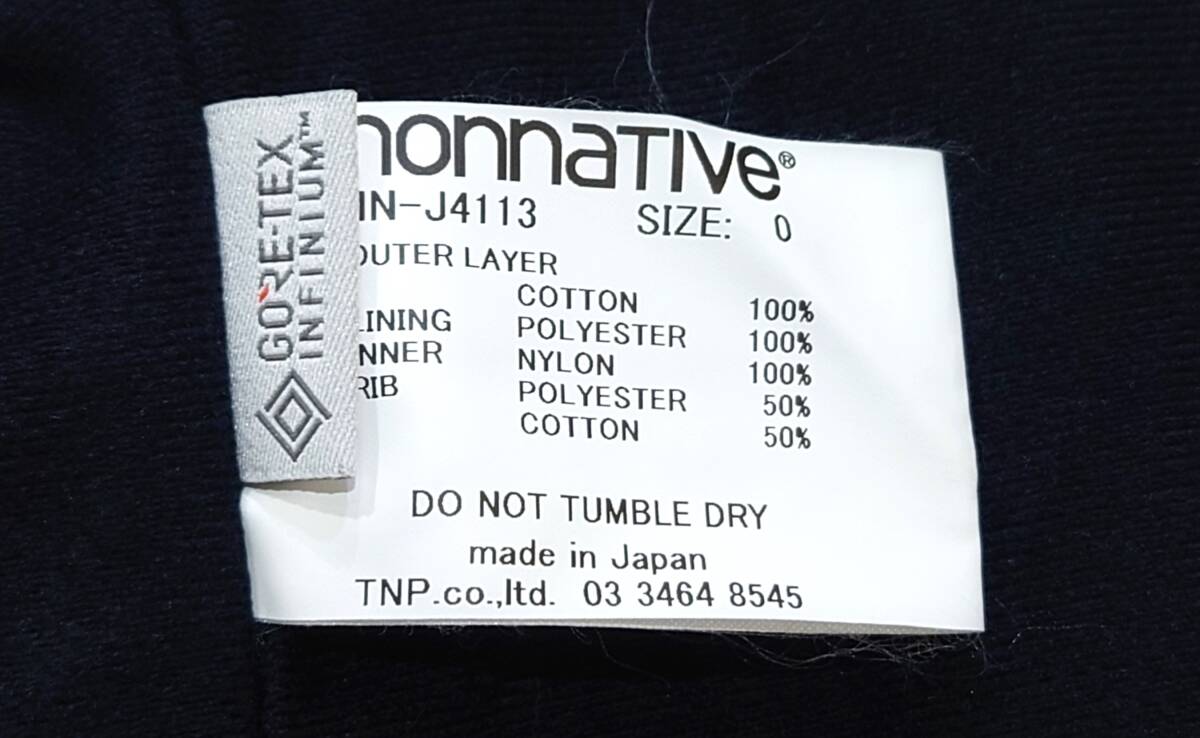 GORE-TEX
INFINIUM™
nonnative®
NN-J4113 SIZE: 0
OUTER LAYER
COTTON 100%
LINING POLYESTER 100%
INNER NYLON 100%
RIB POLYESTER 50%
COTTON 50%
DO NOT TUMBLE DRY
made in Japan
TNP.co.,ltd. 03 3464 8545